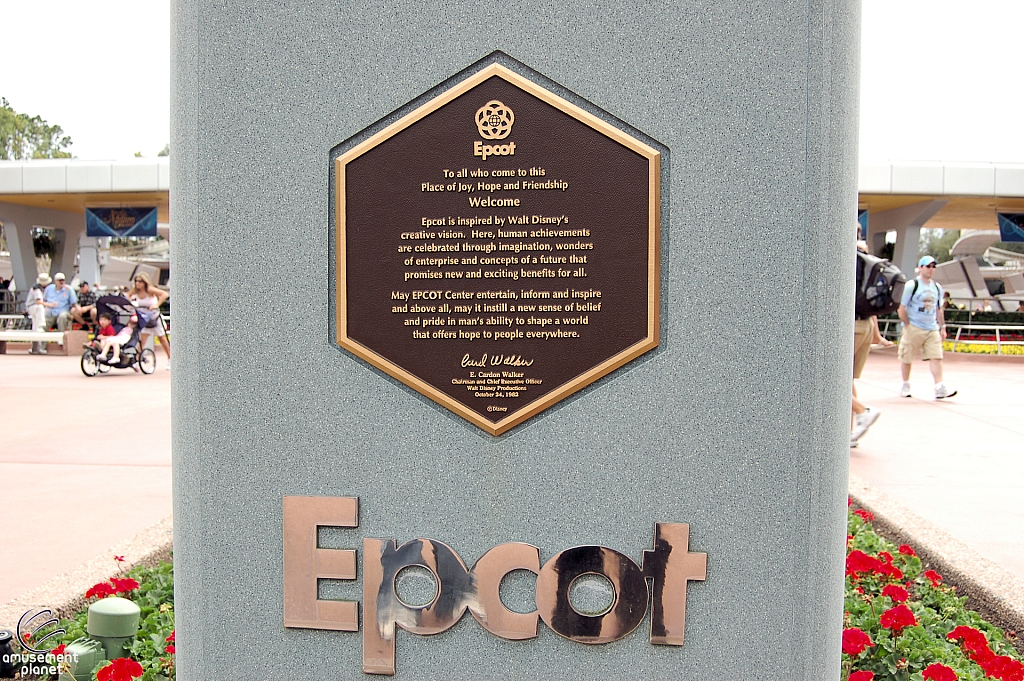 Epcot
To all who come to this
Place of Joy, Hope and Friendship
Welcome
Epcot is inspired by Walt Disney's
creative vision. Here, human achievements
are celebrated through imagination, wonders
of enterprise and concepts of a future that
promises new and exciting benefits for all.
May EPCOT Center entertain, inform and inspire
and above all, may it instill a new sense of belief
and pride in man's ability to shape a world
that offers hope to people everywhere.
Card Walker
E. Cardon Walker
Chairman and Chief Executive Officer
Walt Disney Productions
October 24, 1982
©Disney
Epcot
amusement
planet